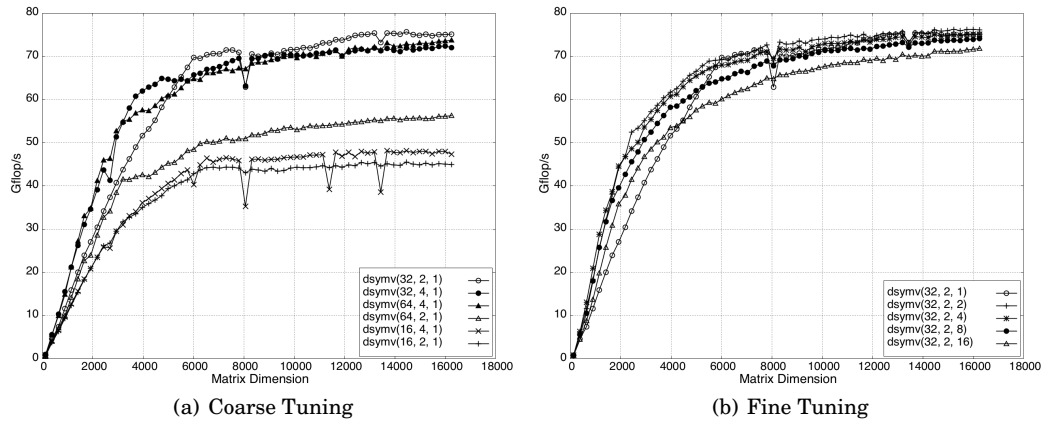 80
70
60
50
40
30
20
10
0
Gflop/s
0 2000 4000 6000 8000 10000 12000 14000 16000 18000
Matrix Dimension
dsymv(32, 2, 1)
dsymv(32, 4, 1)
dsymv(64, 4, 1)
dsymv(64, 2, 1)
dsymv(16, 4, 1)
dsymv(16, 2, 1)
(a) Coarse Tuning
80
70
60
50
40
30
20
10
0
Gflop/s
0 2000 4000 6000 8000 10000 12000 14000 16000 18000
Matrix Dimension
dsymv(32, 2, 1)
dsymv(32, 2, 2)
dsymv(32, 2, 4)
dsymv(32, 2, 8)
dsymv(32, 2, 16)
(b) Fine Tuning